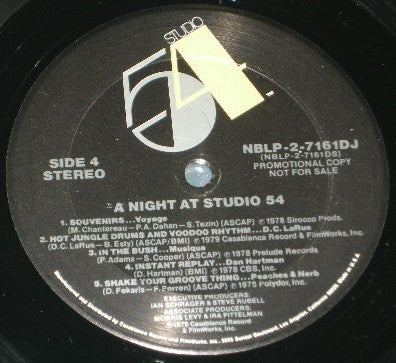 STUDIO
54
SIDE 4
STEREO
NBLP-2-7161DJ
(NBLP-2-7161DS)
PROMOTIONAL COPY
NOT FOR SALE
A NIGHT AT STUDIO 54
1. SOUVENIRS...Voyage
(M. Chantereau - P.A. Dahan - S. Tezin) (ASCAP) ℗ 1978 Sirocco Prods.
2. HOT JUNGLE DRUMS AND VOODOO RHYTHM...D.C. LaRue
(D.C. LaRue - B. Esty) (ASCAP/BMI) ℗ 1979 Casablanca Record & FilmWorks, Inc.
3. IN THE BUSH...Musique
(P. Adams - S. Cooper) (ASCAP/BMI) ℗ 1978 Prelude Records
4. INSTANT REPLAY...Dan Hartman
(D. Hartman) (BMI) ℗ 1978 CBS, Inc.
5. SHAKE YOUR GROOVE THING...Peaches & Herb
(D. Fekaris - F. Perren) (ASCAP) ℗ 1978 Polydor, Inc.
EXECUTIVE PRODUCERS:
IAN SCHRAGER & STEVE RUBELL
ASSOCIATE PRODUCERS:
MORRIS LEVY & IRA PITTELMAN
℗ 1979 Casablanca Record &
FilmWorks, Inc.